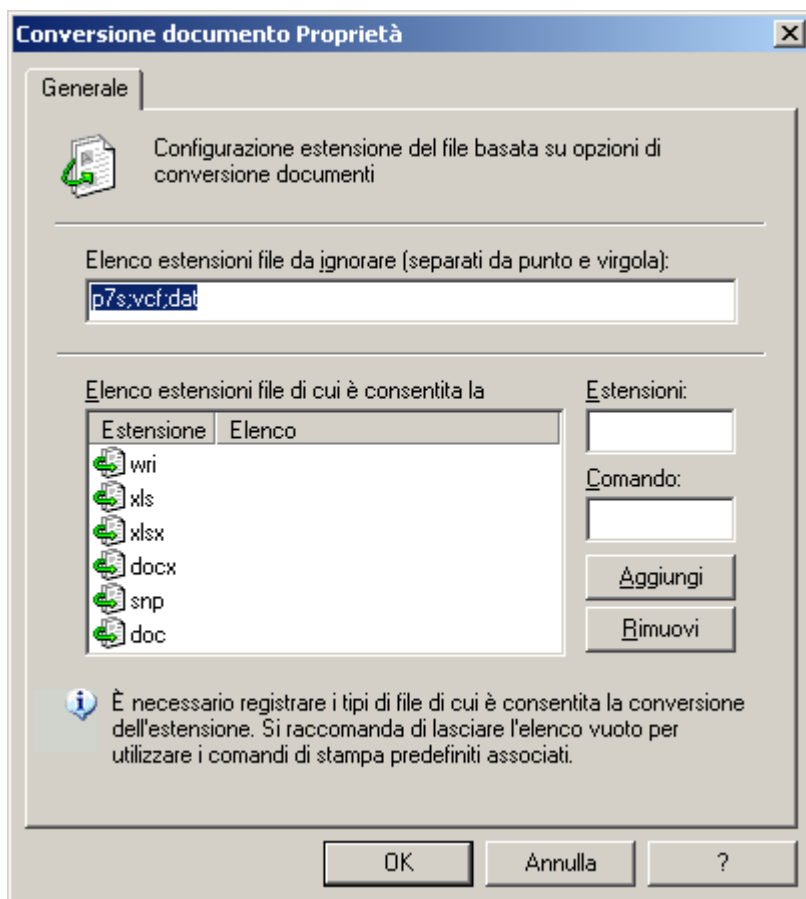 Conversione documento Proprietà
Generale
Configurazione estensione del file basata su opzioni di
conversione documenti
Elenco estensioni file da ignorare (separati da punto e virgola):
p7s;vcf;dat
Elenco estensioni file di cui è consentita la
Estensioni:
Estensione Elenco
wri
xls
Comando:
xlsx
docx
Aggiungi
snp
Rimuovi
doc
È necessario registrare i tipi di file di cui è consentita la conversione
dell'estensione. Si raccomanda di lasciare l'elenco vuoto per
utilizzare i comandi di stampa predefiniti associati.
OK
Annulla
?